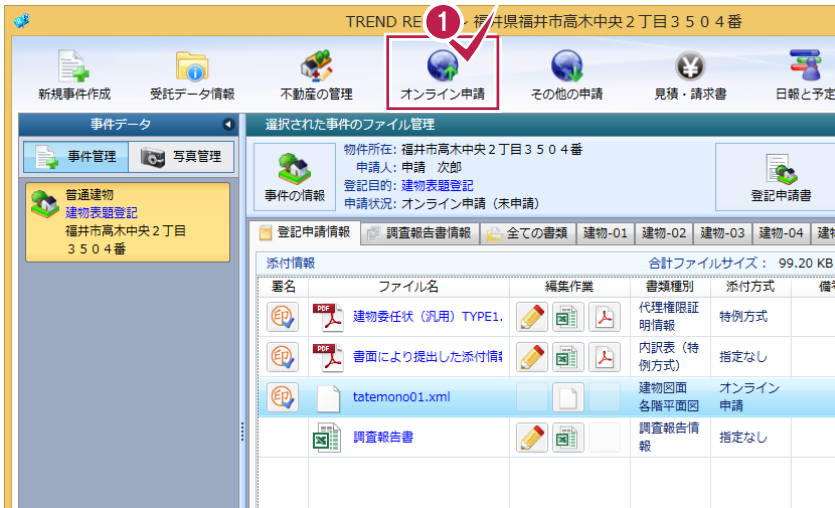 TREND RE
1
福井県福井市高木中央２丁目３５０４番
新規事件作成
受託データ情報
不動産の管理
オンライン申請
その他の申請
見積・請求書
日報と予定
事件データ
選択された事件のファイル管理
事件管理
写真管理
普通建物
建物表題登記
福井市高木中央２丁目
３５０４番
事件の情報
物件所在: 福井市高木中央２丁目３５０４番
申請人: 申請　次郎
登記目的: 建物表題登記
申請状況: オンライン申請（未申請）
登記申請書
登記申請情報
調査報告書情報
全ての書類
建物-01
建物-02
建物-03
建物-04
添付情報
合計ファイルサイズ： 99.20 KB
署名
ファイル名
編集作業
書類種別
添付方式
印
PDF
建物委任状（汎用）TYPE1.
代理権限証
明情報
特例方式
印
PDF
書面により提出した添付情
内訳表（特
例方式）
指定なし
印
tatemono01.xml
建物図面
各階平面図
オンライン
申請
調査報告書
調査報告情
報
指定なし